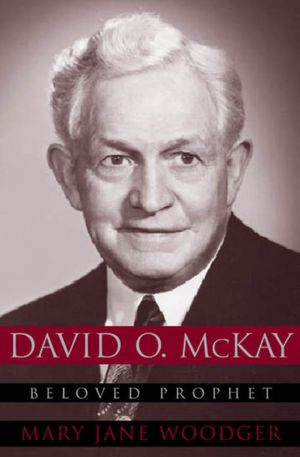 DAVID O. McKAY
BELOVED PROPHET
MARY JANE WOODGER